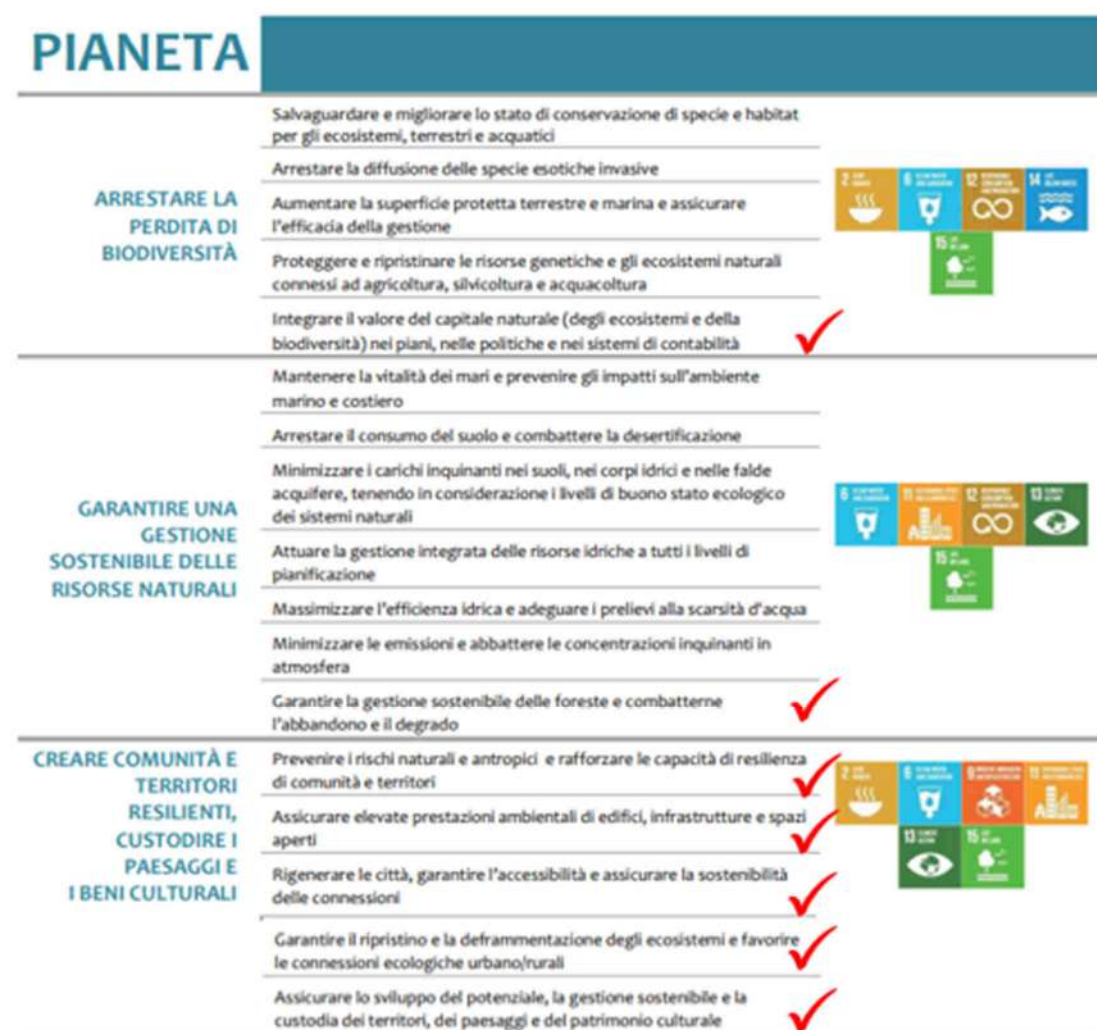 PIANETA
ARRESTARE LA
PERDITA DI
BIODIVERSITÀ
Salvaguardare e migliorare lo stato di conservazione di specie e habitat
per gli ecosistemi, terrestri e acquatici
Arrestare la diffusione delle specie esotiche invasive
Aumentare la superficie protetta terrestre e marina e assicurare
l'efficacia della gestione
Proteggere e ripristinare le risorse genetiche e gli ecosistemi naturali
connessi ad agricoltura, silvicoltura e acquacoltura
Integrare il valore del capitale naturale (degli ecosistemi e della
biodiversità) nei piani, nelle politiche e nei sistemi di contabilità
2
6
12
14
15
GARANTIRE UNA
GESTIONE
SOSTENIBILE DELLE
RISORSE NATURALI
Mantenere la vitalità dei mari e prevenire gli impatti sull'ambiente
marino e costiero
Arrestare il consumo del suolo e combattere la desertificazione
Minimizzare i carichi inquinanti nei suoli, nei corpi idrici e nelle falde
acquifere, tenendo in considerazione i livelli di buono stato ecologico
dei sistemi naturali
Attuare la gestione integrata delle risorse idriche a tutti i livelli di
pianificazione
Massimizzare l'efficienza idrica e adeguare i prelievi alla scarsità d'acqua
Minimizzare le emissioni e abbattere le concentrazioni inquinanti in
atmosfera
Garantire la gestione sostenibile delle foreste e combatterne
l'abbandono e il degrado
6
11
12
13
15
CREARE COMUNITÀ E
TERRITORI
RESILIENTI,
CUSTODIRE I
PAESAGGI E
I BENI CULTURALI
Prevenire i rischi naturali e antropici e rafforzare le capacità di resilienza
di comunità e territori
Assicurare elevate prestazioni ambientali di edifici, infrastrutture e spazi
aperti
Rigenerare le città, garantire l'accessibilità e assicurare la sostenibilità
delle connessioni
Garantire il ripristino e la deframmentazione degli ecosistemi e favorire
le connessioni ecologiche urbano/rurali
Assicurare lo sviluppo del potenziale, la gestione sostenibile e la
custodia dei territori, dei paesaggi e del patrimonio culturale
2
6
9
11
13
15